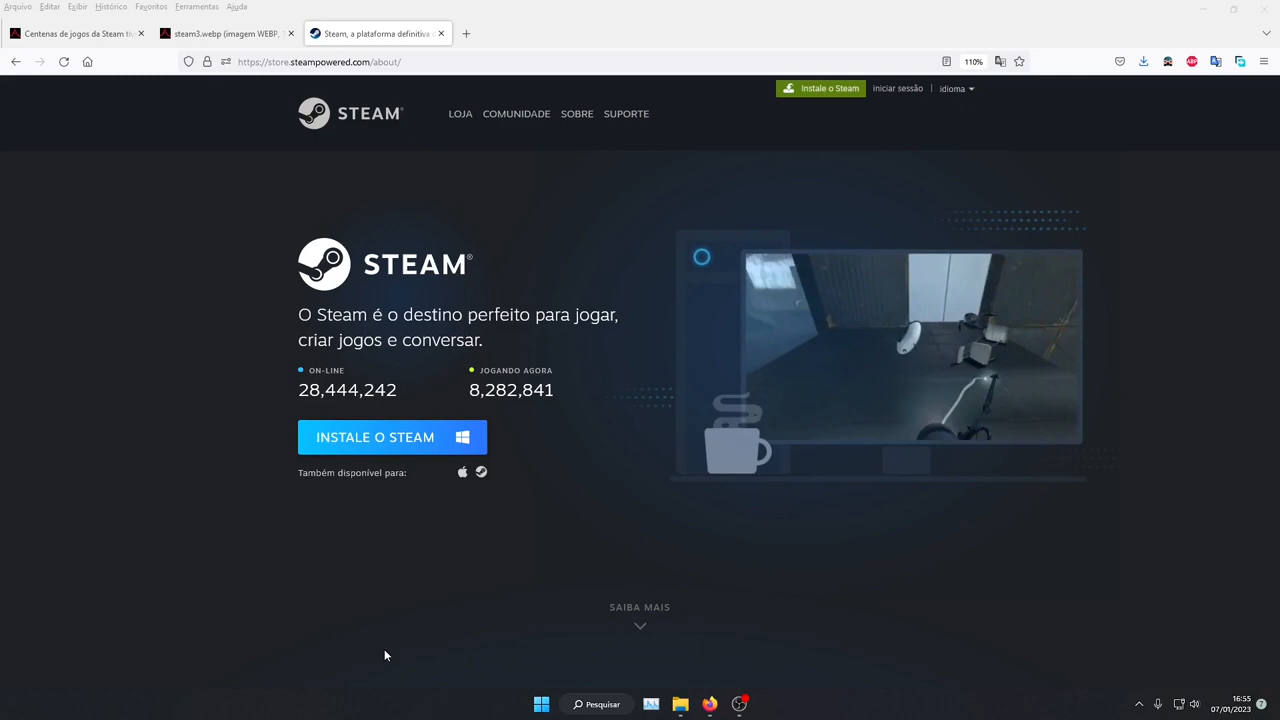 Arquivo Editar Exibir Histórico Favoritos Ferramentas Ajuda
Centenas de jogos da Steam
steam3.webp (imagem WEBP,
Steam, a plataforma definitiva
https://store.steampowered.com/about/
110%
ABP
Instale o Steam
iniciar sessão | idioma
STEAM®
LOJA COMUNIDADE SOBRE SUPORTE
STEAM®
O Steam é o destino perfeito para jogar,
criar jogos e conversar.
ON-LINE JOGANDO AGORA
28,444,242 8,282,841
INSTALE O STEAM
Também disponível para:
SAIBA MAIS
Pesquisar
16:55
07/01/2023
7